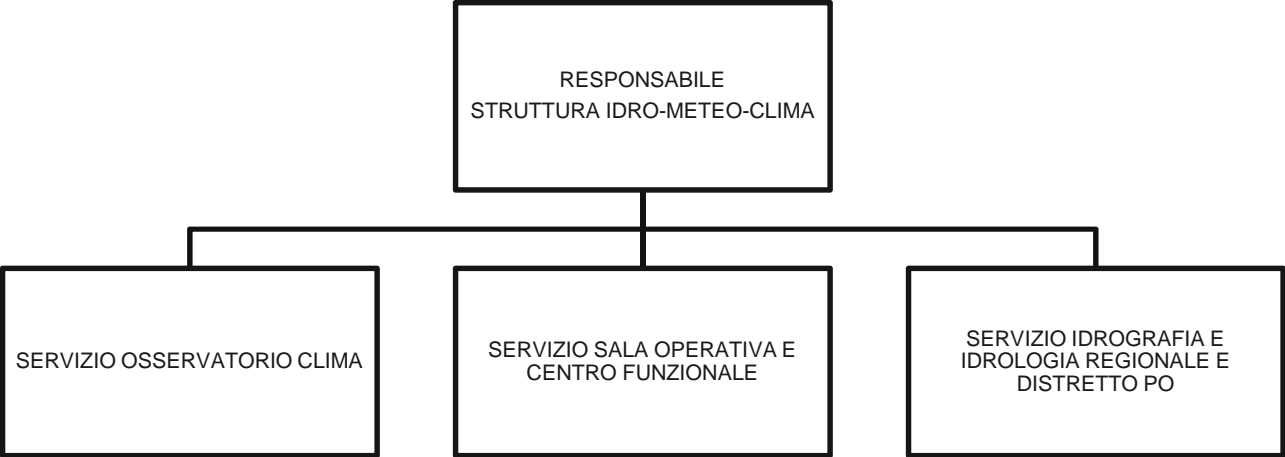 RESPONSABILE
STRUTTURA IDRO-METEO-CLIMA
SERVIZIO OSSERVATORIO CLIMA
SERVIZIO SALA OPERATIVA E
CENTRO FUNZIONALE
SERVIZIO IDROGRAFIA E
IDROLOGIA REGIONALE E
DISTRETTO PO